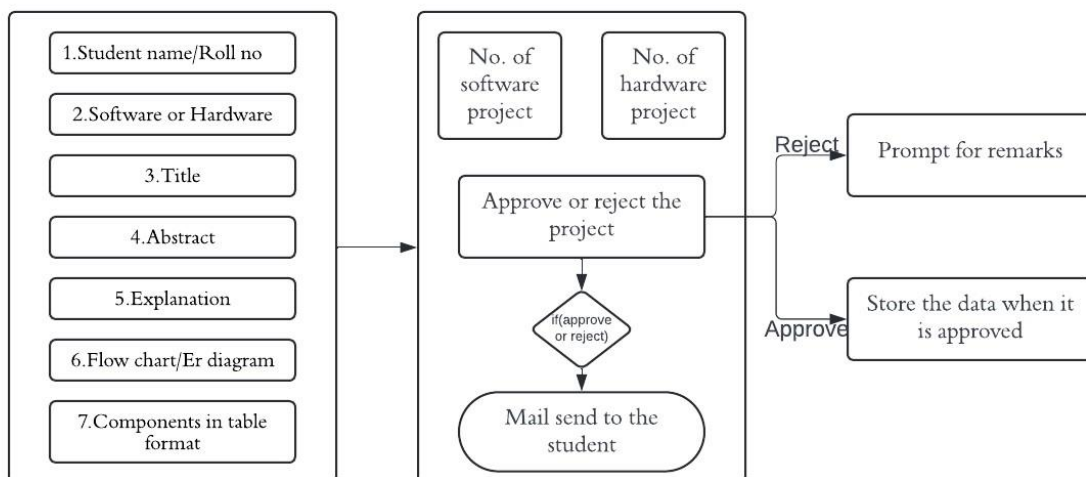 1.Student name/Roll no
2.Software or Hardware
3.Title
4.Abstract
5.Explanation
6.Flow chart/Er diagram
7.Components in table
format
No. of
software
project
No. of
hardware
project
Approve or reject the
project
if(approve
or reject)
Mail send to the
student
Reject
Prompt for remarks
Approve
Store the data when it
is approved